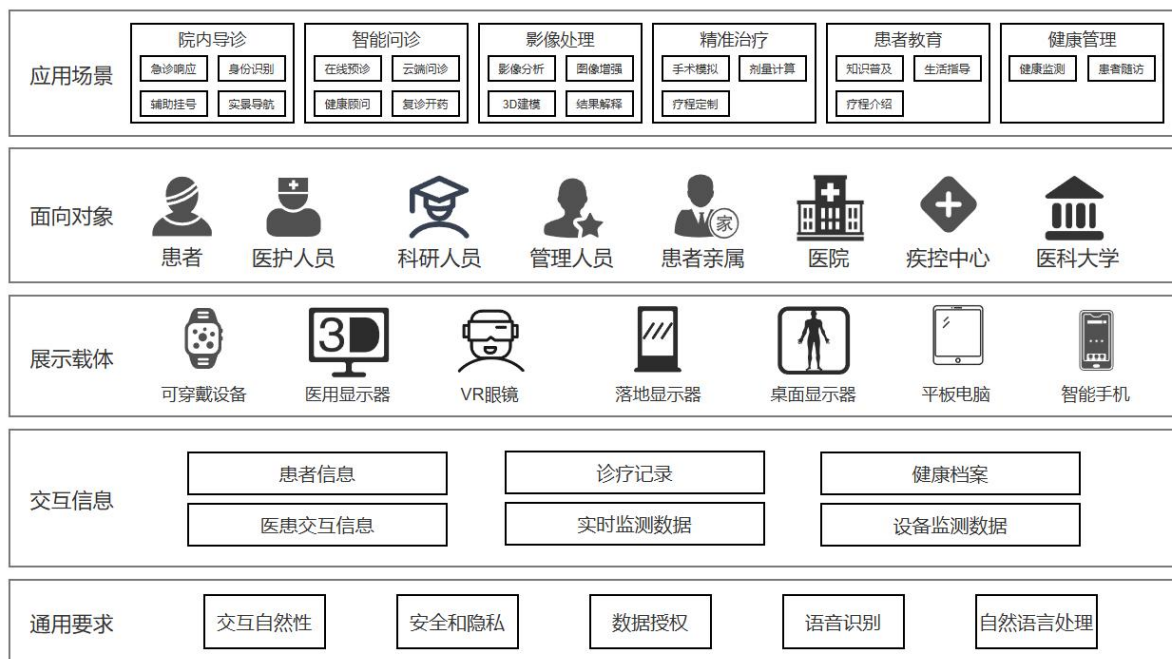 应用场景
院内导诊
急诊响应 身份识别
辅助挂号 实景导航
智能问诊
在线预诊 云端问诊
健康顾问 复诊开药
影像处理
影像分析 图像增强
3D建模 结果解释
精准治疗
手术模拟 剂量计算
疗程定制
患者教育
知识普及 生活指导
疗程介绍
健康管理
健康监测 患者随访
面向对象
患者 医护人员 科研人员 管理人员 家 患者亲属 医院 疾控中心 医科大学
展示载体
3D
可穿戴设备 医用显示器 VR眼镜 落地显示器 桌面显示器 平板电脑 智能手机
交互信息
患者信息 诊疗记录 健康档案
医患交互信息 实时监测数据 设备监测数据
通用要求
交互自然性 安全和隐私 数据授权 语音识别 自然语言处理